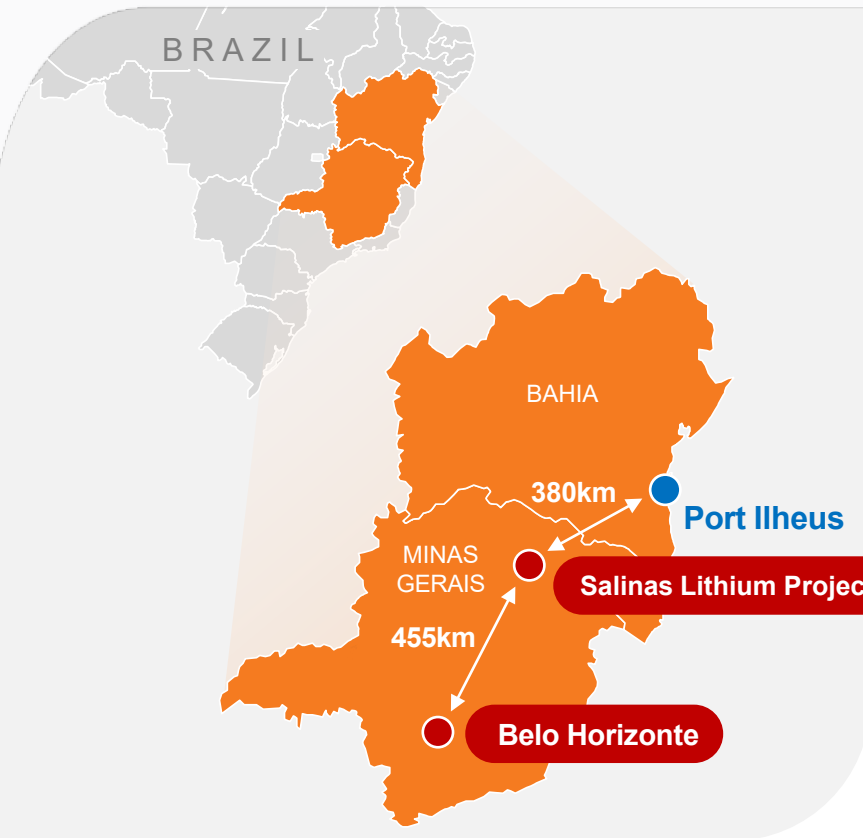 BRAZIL
BAHIA
380km
Port Ilheus
MINAS
GERAIS
Salinas Lithium Projec
455km
Belo Horizonte